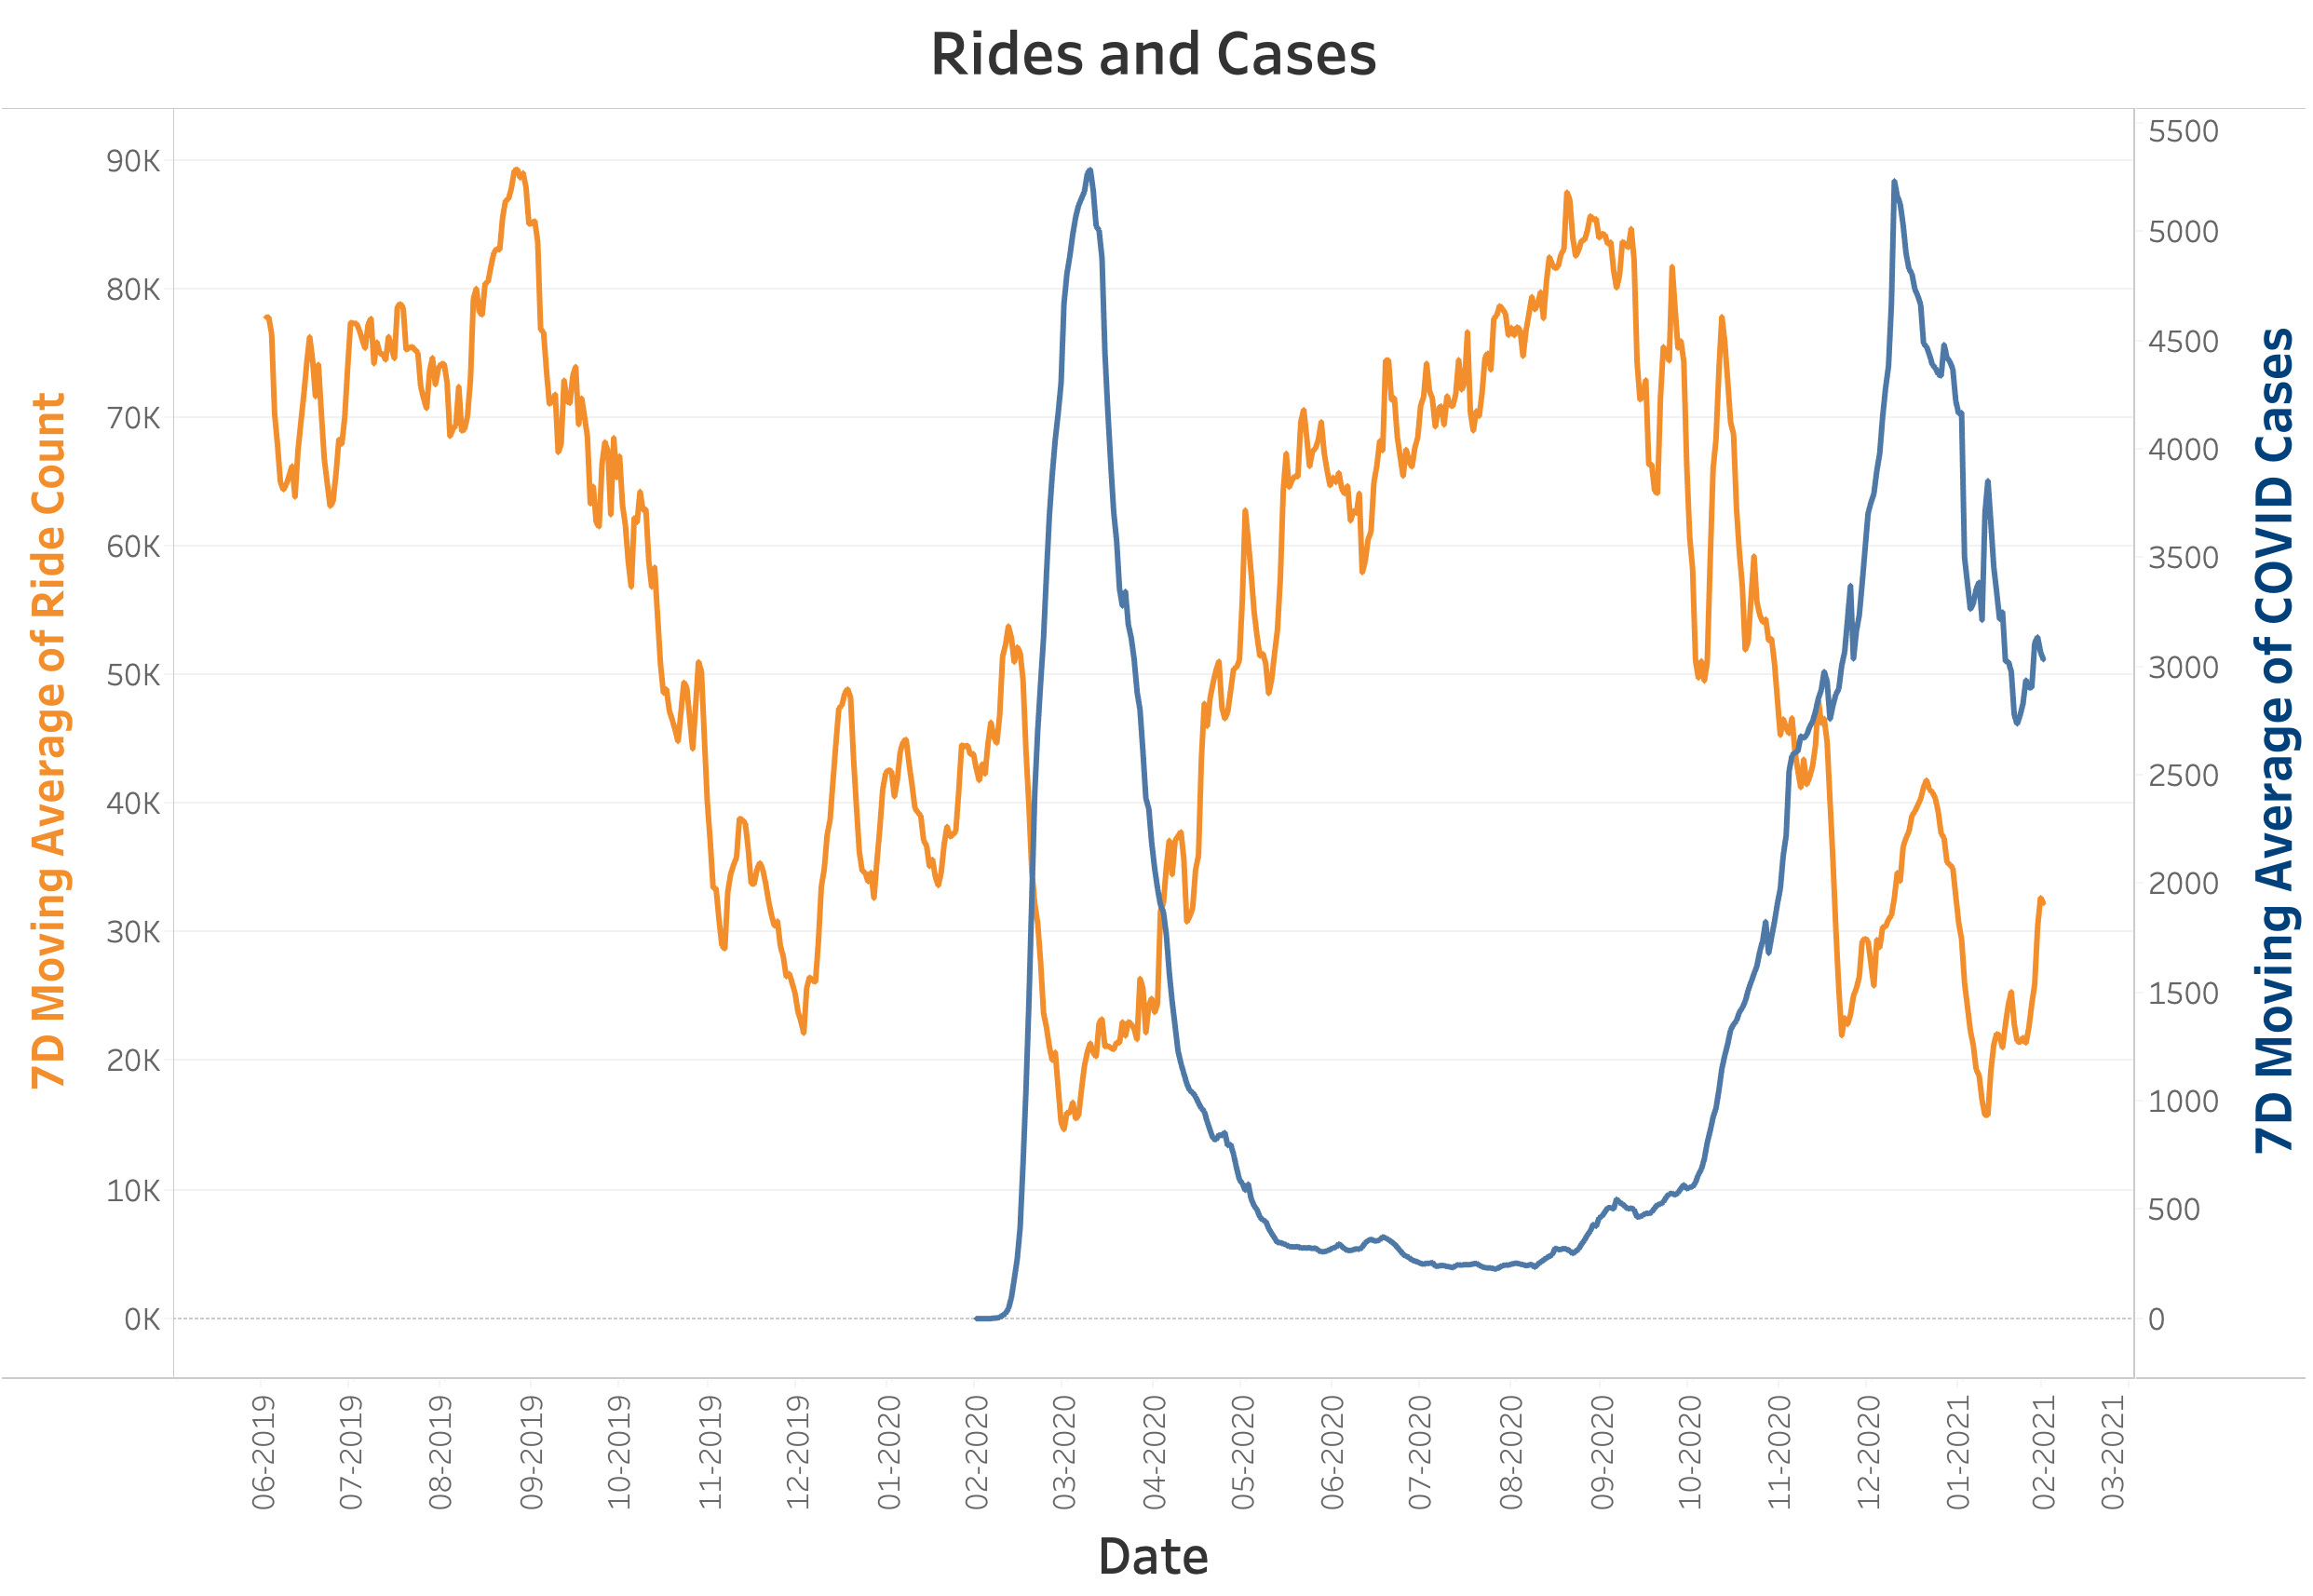 Rides and Cases
7D Moving Average of Ride Count
90K
80K
70K
60K
50K
40K
30K
20K
10K
0K
5500
5000
4500
4000
3500
3000
2500
2000
1500
1000
500
0
7D Moving Average of COVID Cases
06-2019
07-2019
08-2019
09-2019
10-2019
11-2019
12-2019
01-2020
02-2020
03-2020
04-2020
05-2020
06-2020
07-2020
08-2020
09-2020
10-2020
11-2020
12-2020
01-2021
02-2021
03-2021
Date